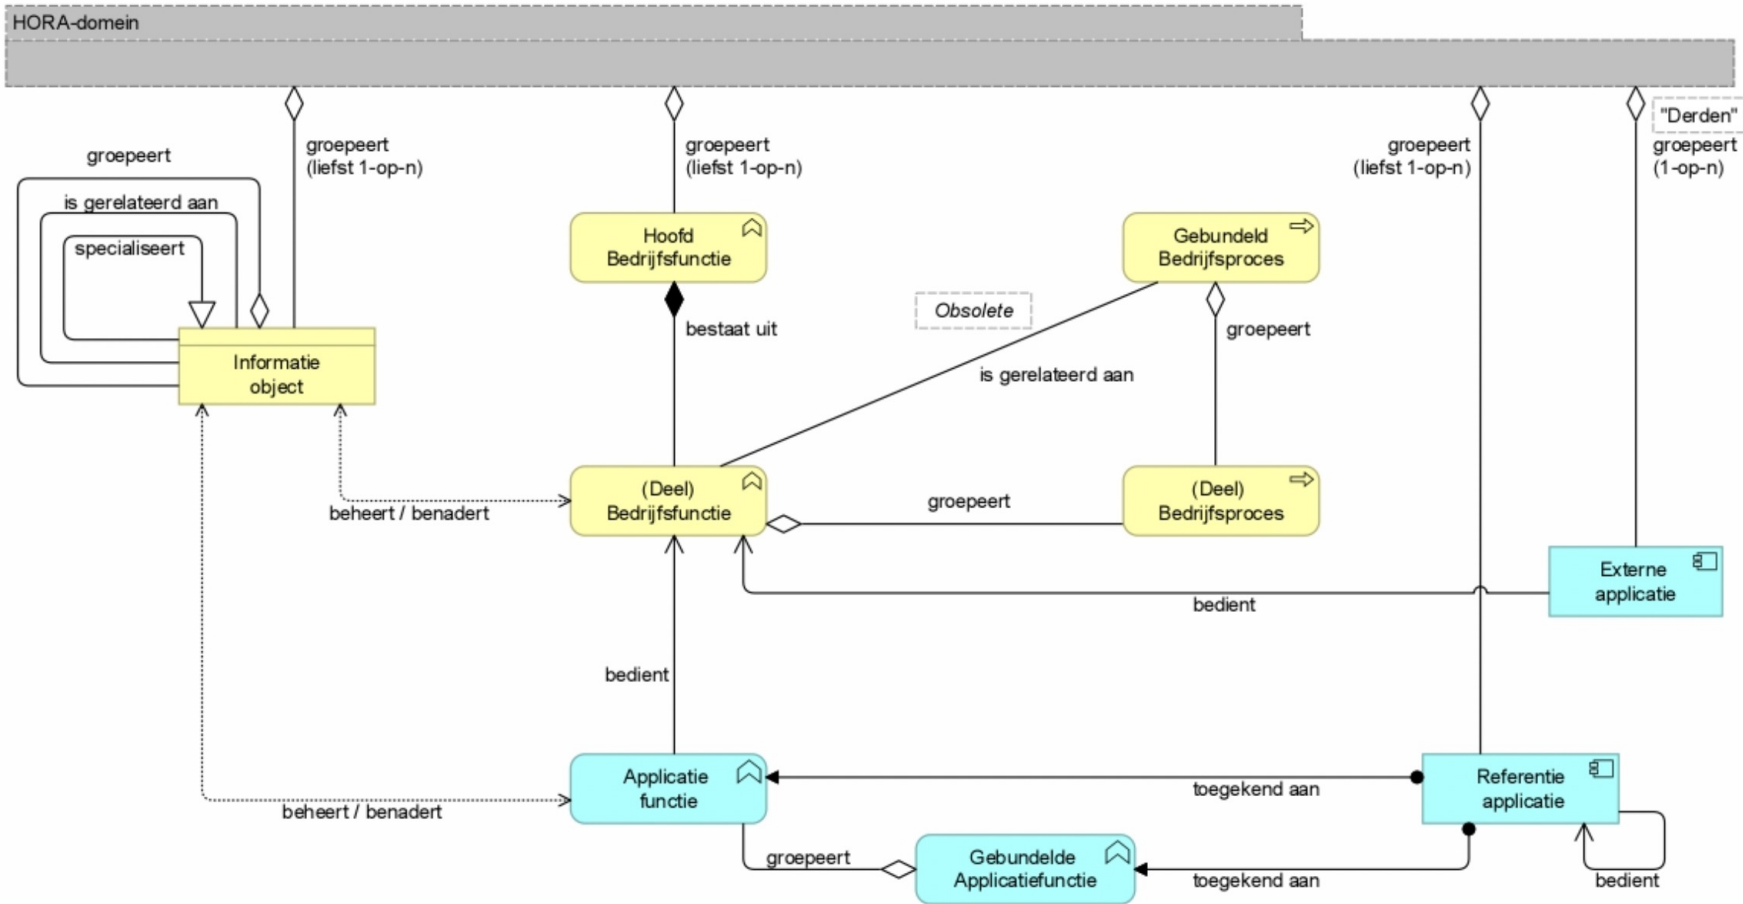 HORA-domein
"Derden"
groepeert
(liefst 1-op-n)
groepeert
(liefst 1-op-n)
groepeert
(liefst 1-op-n)
groepeert
(1-op-n)
groepeert
is gerelateerd aan
specialiseert
Hoofd
Bedrijfsfunctie
Gebundeld
Bedrijfsproces
Obsolete
bestaat uit
groepeert
Informatie
object
is gerelateerd aan
(Deel)
Bedrijfsfunctie
groepeert
(Deel)
Bedrijfsproces
beheert / benadert
Externe
applicatie
bedient
bedient
Applicatie
functie
toegekend aan
Referentie
applicatie
beheert / benadert
groepeert
Gebundelde
Applicatiefunctie
toegekend aan
bedient